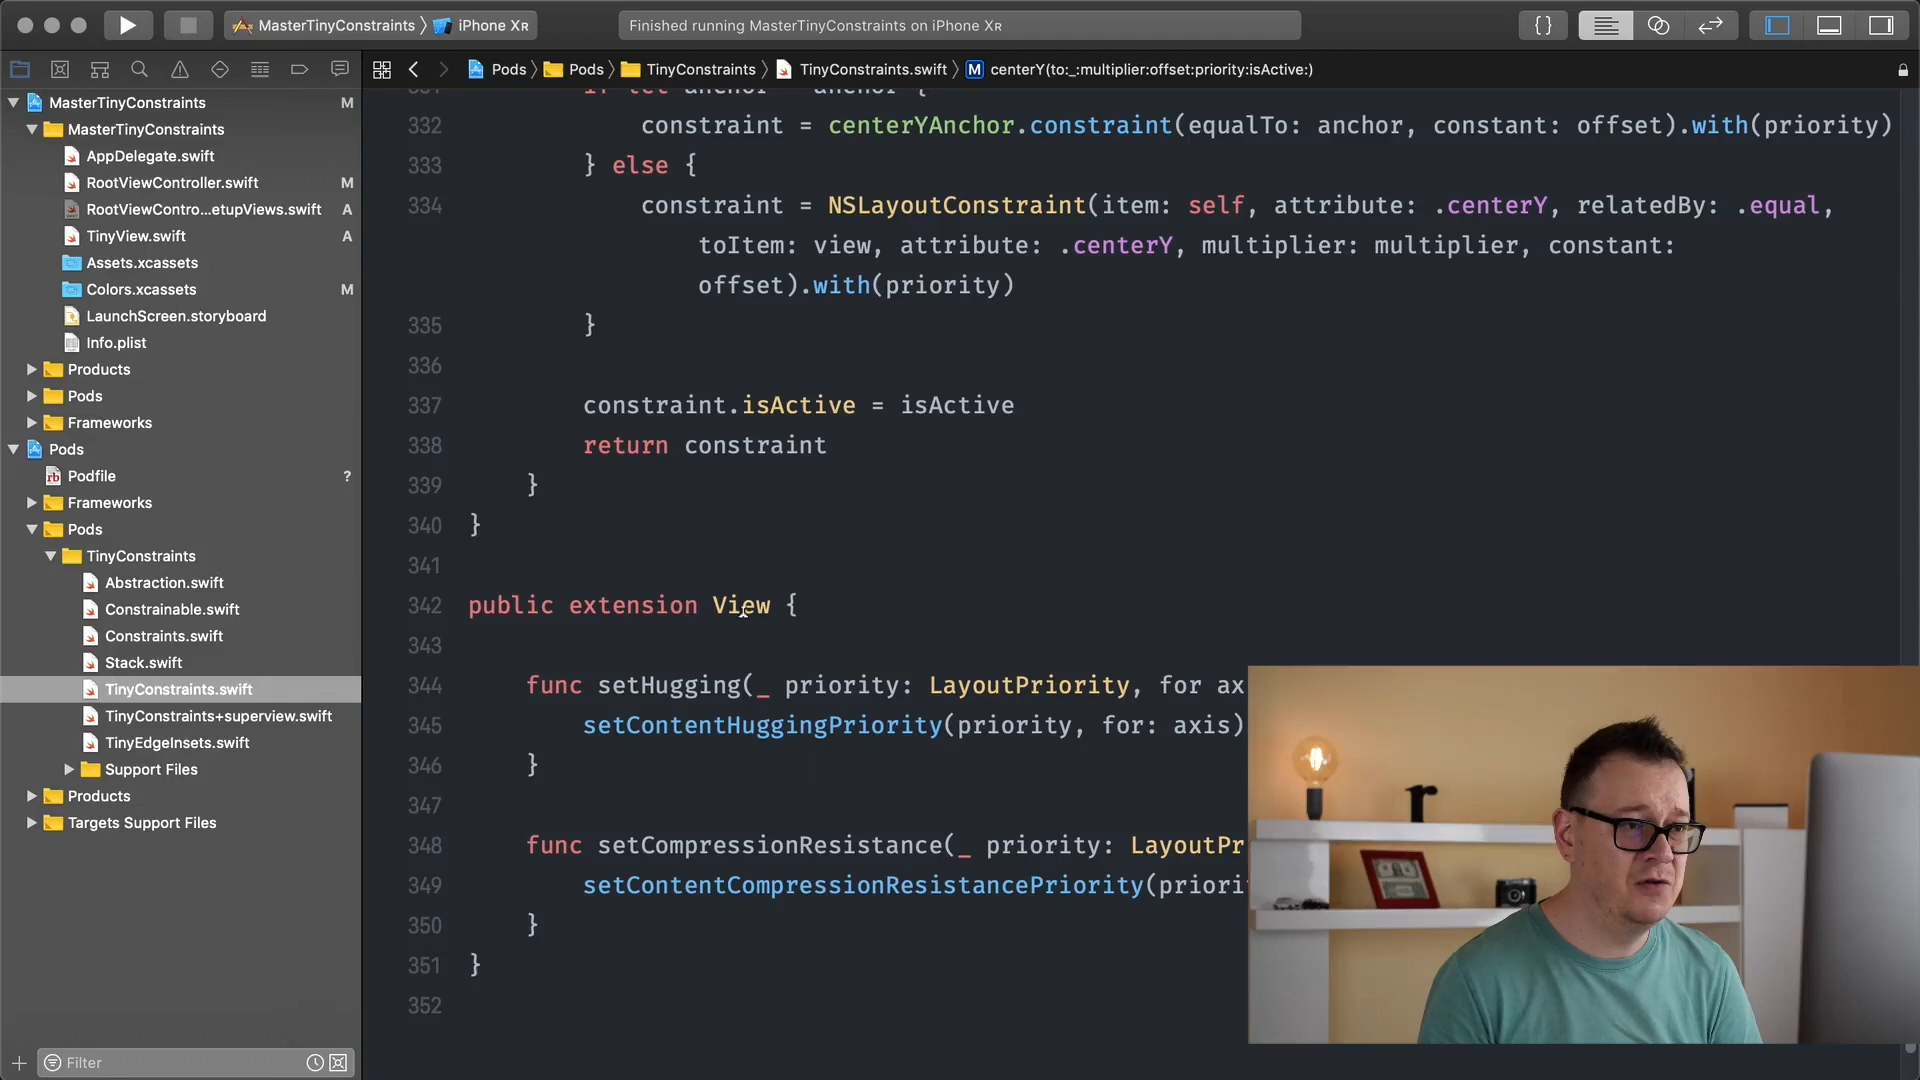 MasterTinyConstraints
iPhone XR
Finished running MasterTinyConstraints on iPhone XR
{}
Pods
Pods
TinyConstraints
TinyConstraints.swift
M
centerY(to:_:multiplier:offset:priority:isActive:)
MasterTinyConstraints M
MasterTinyConstraints
AppDelegate.swift
RootViewController.swift M
RootViewContro...etupViews.swift A
TinyView.swift A
Assets.xcassets
Colors.xcassets M
LaunchScreen.storyboard
Info.plist
Products
Pods
Frameworks
Pods
rb Podfile ?
Frameworks
Pods
TinyConstraints
Abstraction.swift
Constrainable.swift
Constraints.swift
Stack.swift
TinyConstraints.swift
TinyConstraints+superview.swift
TinyEdgeInsets.swift
Support Files
Products
Targets Support Files
Filter
if let anchor = anchor {
332 constraint = centerYAnchor.constraint(equalTo: anchor, constant: offset).with(priority)
333 } else {
334 constraint = NSLayoutConstraint(item: self, attribute: .centerY, relatedBy: .equal,
toItem: view, attribute: .centerY, multiplier: multiplier, constant:
offset).with(priority)
335 }
336
337 constraint.isActive = isActive
338 return constraint
339 }
340 }
341
342 public extension View {
343
344 func setHugging(_ priority: LayoutPriority, for ax
345 setContentHuggingPriority(priority, for: axis)
346 }
347
348 func setCompressionResistance(_ priority: LayoutPr
349 setContentCompressionResistancePriority(priori
350 }
351 }
352